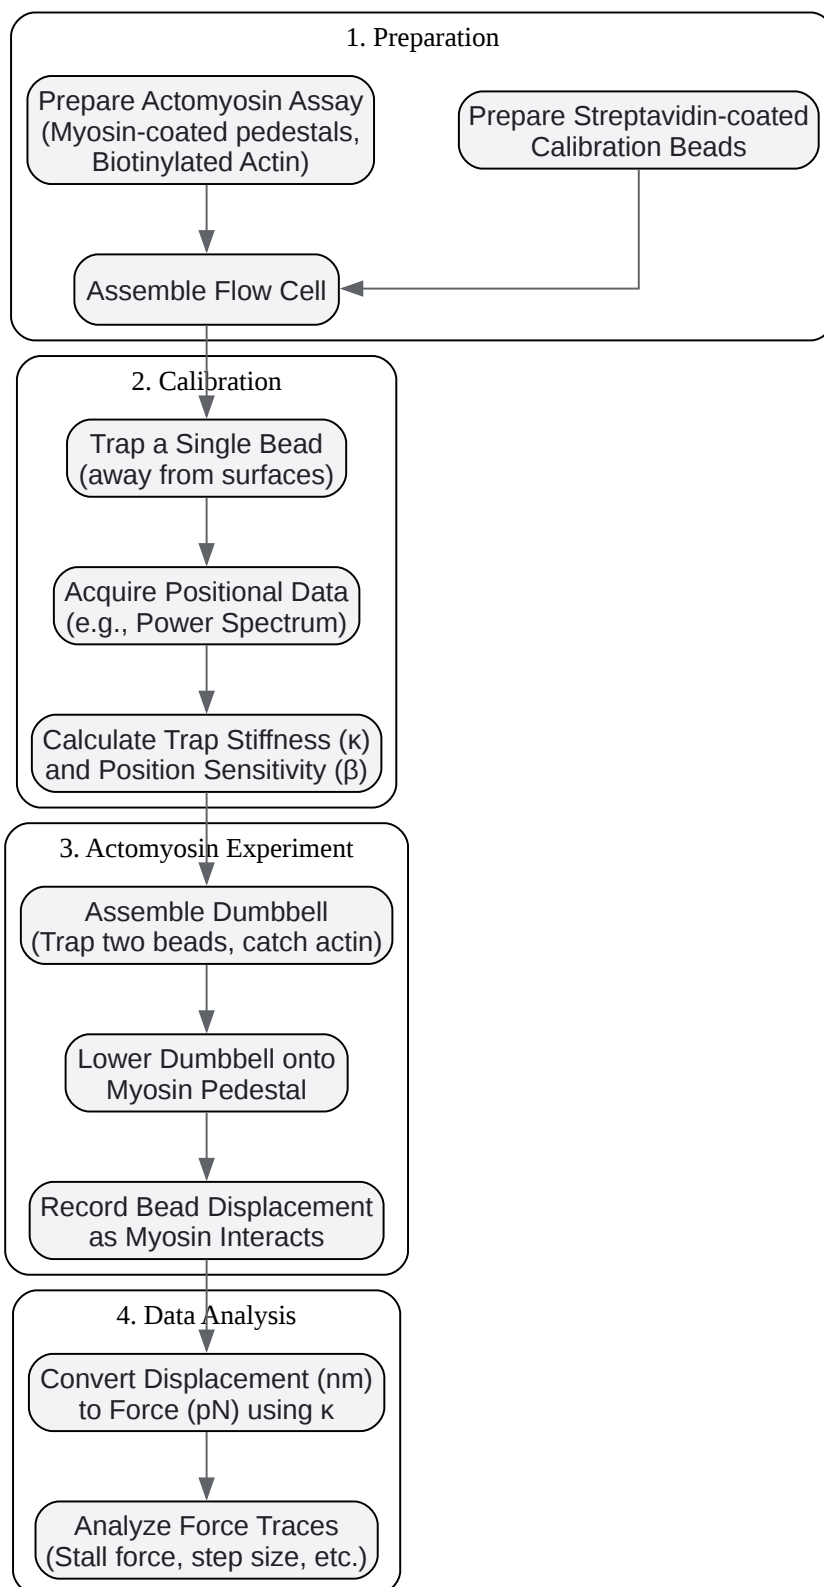 1. Preparation
Prepare Actomyosin Assay
(Myosin-coated pedestals,
Biotinylated Actin)
Prepare Streptavidin-coated
Calibration Beads
Assemble Flow Cell
2. Calibration
Trap a Single Bead
(away from surfaces)
Acquire Positional Data
(e.g., Power Spectrum)
Calculate Trap Stiffness (κ)
and Position Sensitivity (β)
3. Actomyosin Experiment
Assemble Dumbbell
(Trap two beads, catch actin)
Lower Dumbbell onto
Myosin Pedestal
Record Bead Displacement
as Myosin Interacts
4. Data Analysis
Convert Displacement (nm)
to Force (pN) using κ
Analyze Force Traces
(Stall force, step size, etc.)